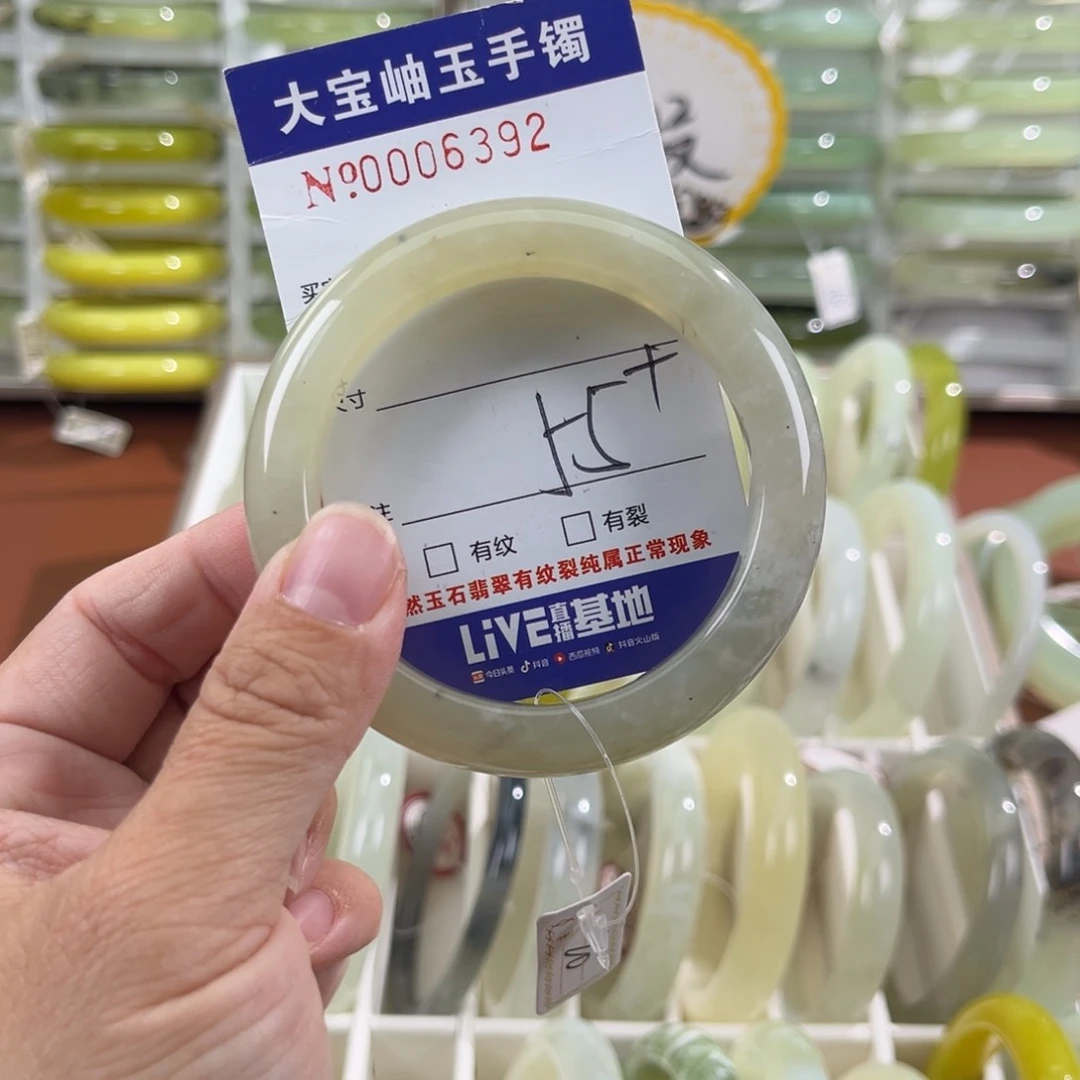 大宝岫玉手镯
Nº0006392
买
寸
注
□ 有纹 □ 有裂
然玉石翡翠有纹裂纯属正常现象
LiVE直播基地
今日头条 抖音 西瓜视频 抖音火山版